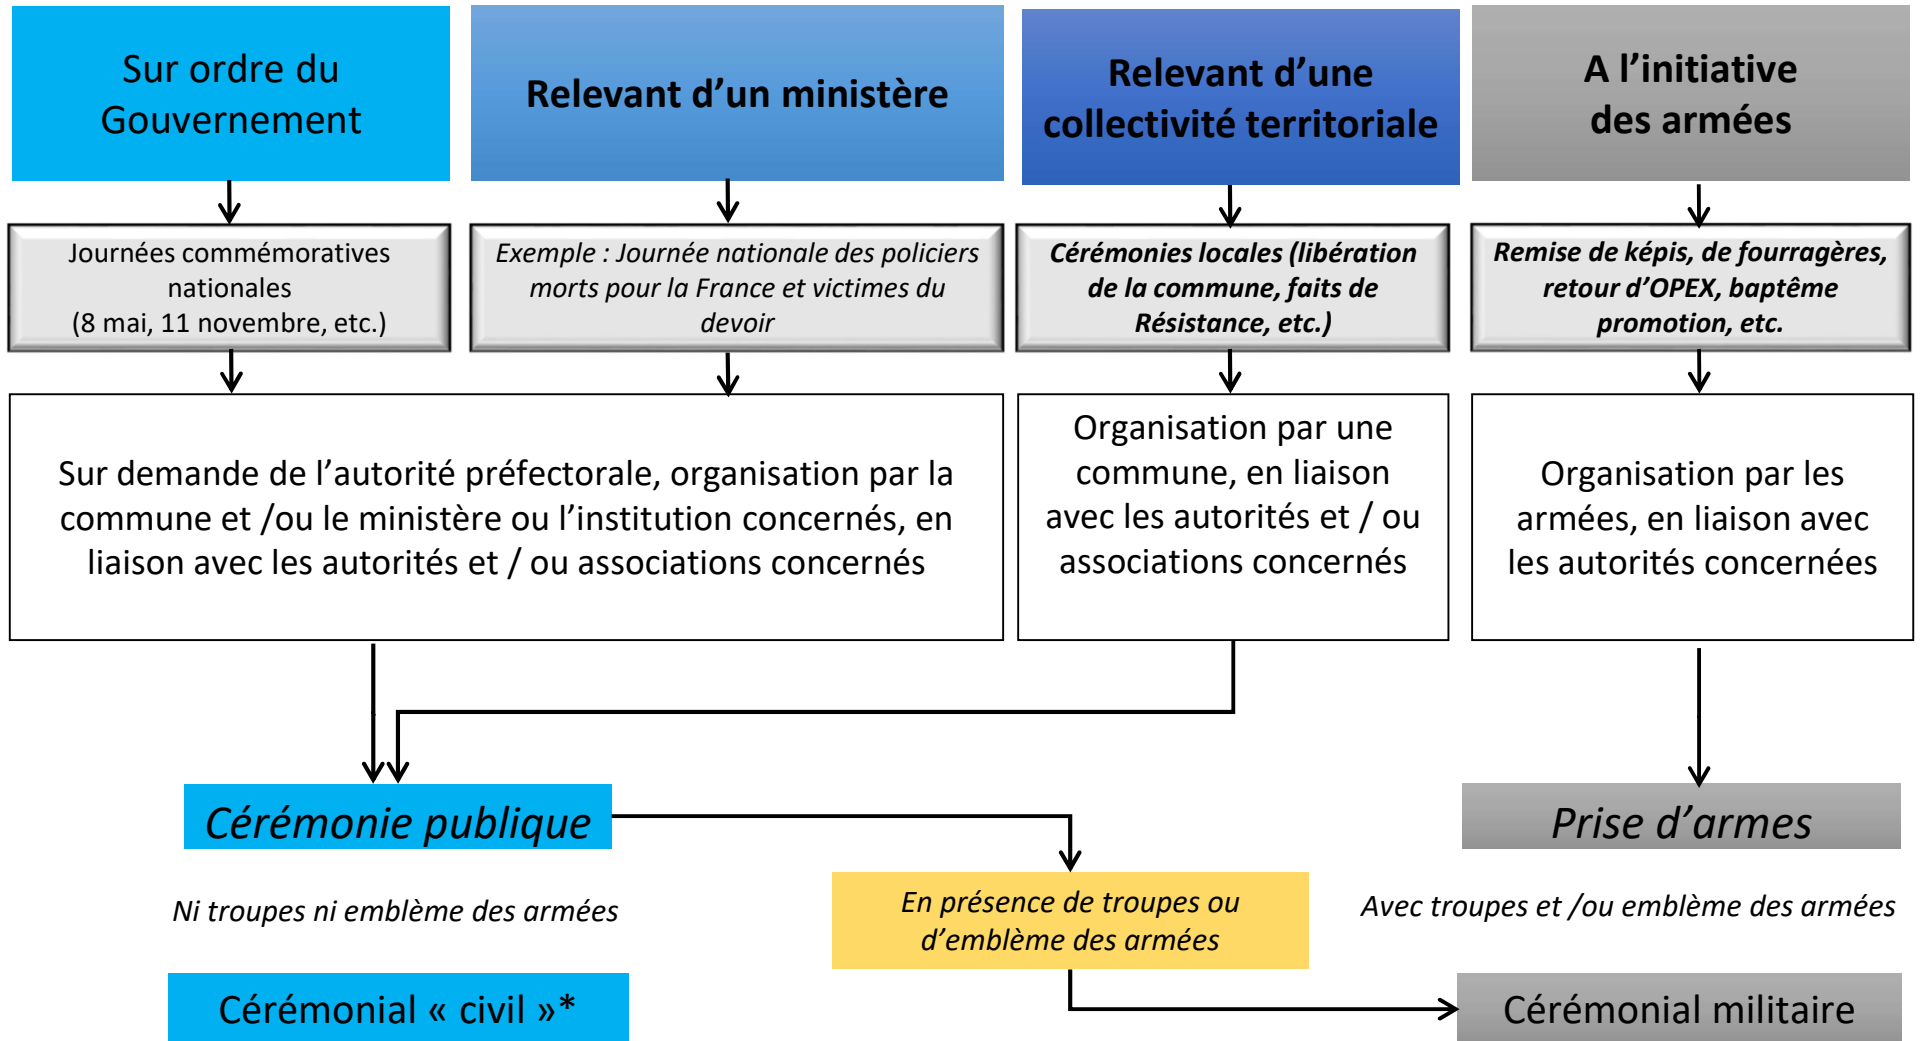 Sur ordre du
Gouvernement
Relevant d’un ministère
Relevant d’une
collectivité territoriale
A l’initiative
des armées
Journées commémoratives
nationales
(8 mai, 11 novembre, etc.)
Exemple : Journée nationale des policiers
morts pour la France et victimes du
devoir
Cérémonies locales (libération
de la commune, faits de
Résistance, etc.)
Remise de képis, de fourragères,
retour d’OPEX, baptême
promotion, etc.
Sur demande de l’autorité préfectorale, organisation par la
commune et /ou le ministère ou l’institution concernés, en
liaison avec les autorités et / ou associations concernés
Organisation par une
commune, en liaison
avec les autorités et / ou
associations concernés
Organisation par les
armées, en liaison avec
les autorités concernées
Cérémonie publique
Prise d’armes
Ni troupes ni emblème des armées
En présence de troupes ou
d’emblème des armées
Avec troupes et /ou emblème des armées
Cérémonial « civil »*
Cérémonial militaire